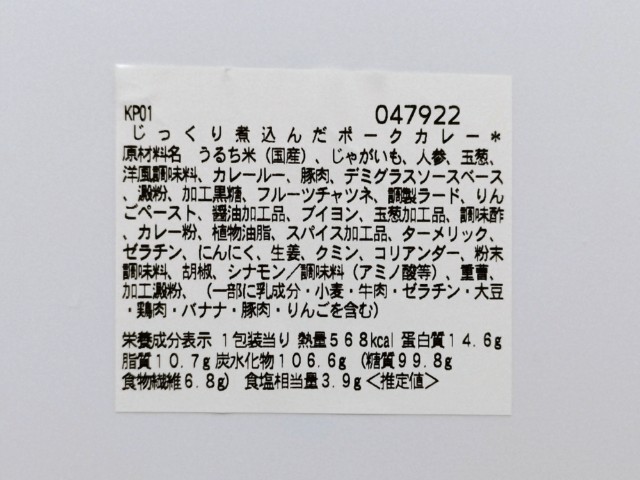 KP01 047922
じっくり煮込んだポークカレー＊
原材料名 うるち米（国産）、じゃがいも、人参、玉葱、
洋風調味料、カレールー、豚肉、デミグラスソースベース
、澱粉、加工黒糖、フルーツチャツネ、調製ラード、りん
ごペースト、醤油加工品、ブイヨン、玉葱加工品、調味酢
、カレー粉、植物油脂、スパイス加工品、ターメリック、
ゼラチン、にんにく、生姜、クミン、コリアンダー、粉末
調味料、胡椒、シナモン／調味料（アミノ酸等）、重曹、
加工澱粉、（一部に乳成分・小麦・牛肉・ゼラチン・大豆
・鶏肉・バナナ・豚肉・りんごを含む）
栄養成分表示 １包装当り 熱量５６８kcal 蛋白質１４．６g
脂質１０．７g 炭水化物１０６．６g （糖質９９．８g
食物繊維６．８g） 食塩相当量３．９g＜推定値＞